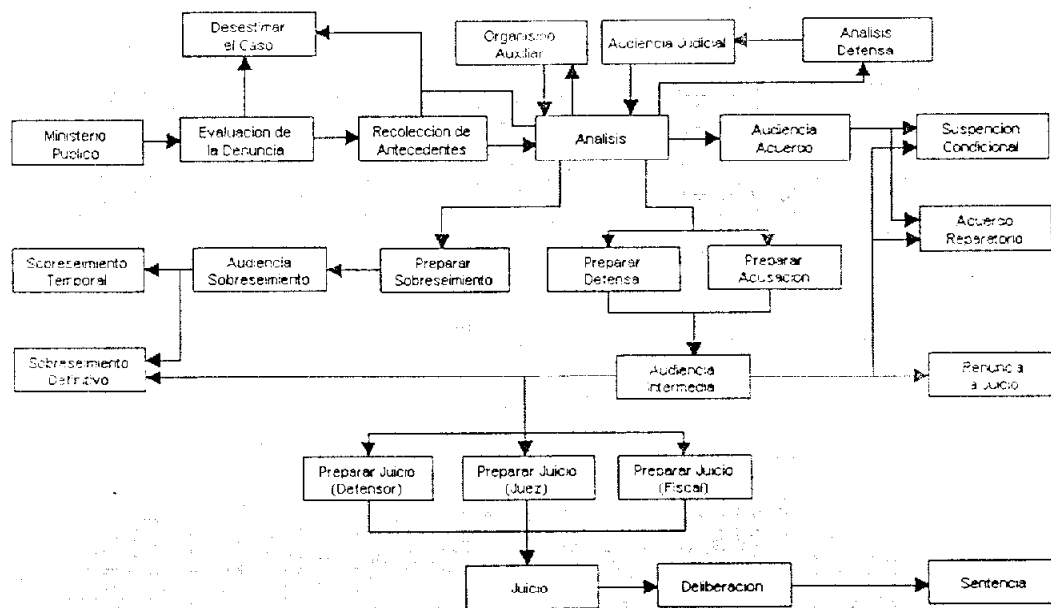 Desestimar
el Caso
Organismo
Auxiliar
Audiencia Judicial
Analisis
Defensa
Ministerio
Publico
Evaluacion de
la Denuncia
Recoleccion de
Antecedentes
Analisis
Audiencia
Acuerdo
Suspencion
Condicional
Acuerdo
Reparatorio
Sobreseimiento
Temporal
Audiencia
Sobreseimiento
Preparar
Sobreseimiento
Preparar
Defensa
Preparar
Acusacion
Sobreseimiento
Definitivo
Audiencia
Intermedia
Renuncia
a Juicio
Preparar Juicio
(Defensor)
Preparar Juicio
(Juez)
Preparar Juicio
(Fiscal)
Juicio
Deliberacion
Sentencia